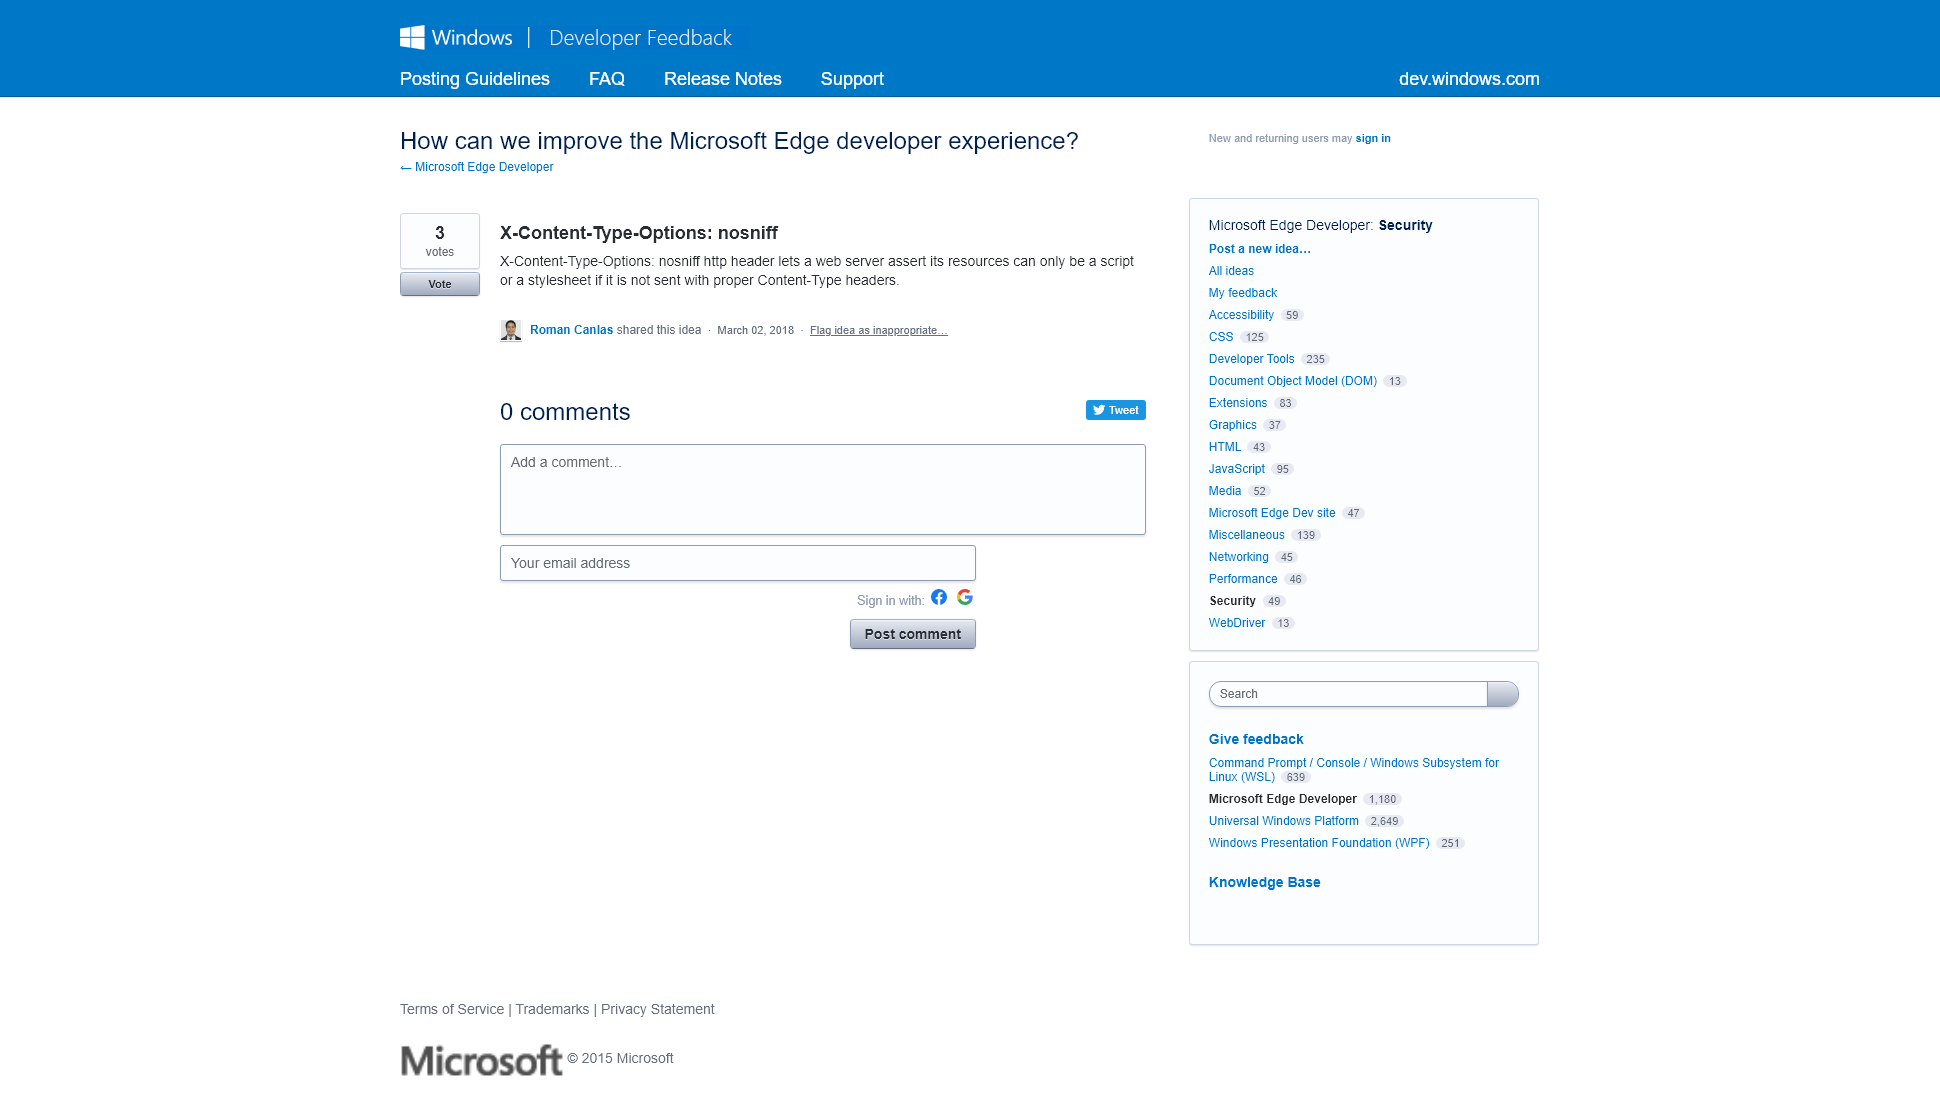 Windows | Developer Feedback
Posting Guidelines FAQ Release Notes Support dev.windows.com
How can we improve the Microsoft Edge developer experience?
← Microsoft Edge Developer
New and returning users may sign in
3
votes
Vote
X-Content-Type-Options: nosniff
X-Content-Type-Options: nosniff http header lets a web server assert its resources can only be a script
or a stylesheet if it is not sent with proper Content-Type headers.
Roman Canlas shared this idea · March 02, 2018 · Flag idea as inappropriate…
0 comments
Tweet
Add a comment…
Your email address
Sign in with:
Post comment
Microsoft Edge Developer: Security
Post a new idea…
All ideas
My feedback
Accessibility 59
CSS 125
Developer Tools 235
Document Object Model (DOM) 13
Extensions 83
Graphics 37
HTML 43
JavaScript 95
Media 52
Microsoft Edge Dev site 47
Miscellaneous 139
Networking 45
Performance 46
Security 49
WebDriver 13
Search
Give feedback
Command Prompt / Console / Windows Subsystem for
Linux (WSL) 639
Microsoft Edge Developer 1,180
Universal Windows Platform 2,649
Windows Presentation Foundation (WPF) 251
Knowledge Base
Terms of Service | Trademarks | Privacy Statement
Microsoft © 2015 Microsoft